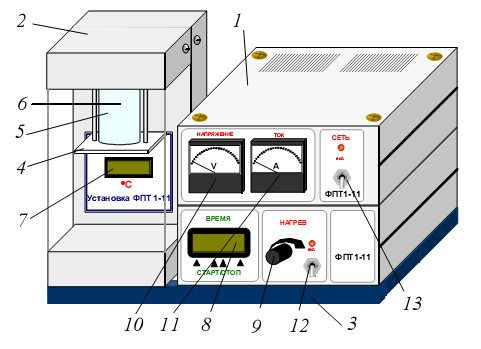 1
2
6
5
4
7
НАПРЯЖЕНИЕ
V
ТОК
A
СЕТЬ
ВКЛ
ФПТ1-11
°C
Установка ФПТ 1-11
ВРЕМЯ
СТАРТ/СТОП
НАГРЕВ
ВКЛ
ФПТ1-11
10
11
8
9
12
3
13